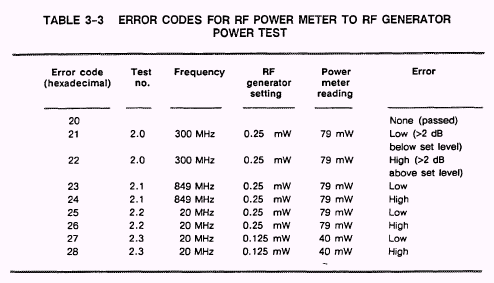 TABLE 3-3 ERROR CODES FOR RF POWER METER TO RF GENERATOR
POWER TEST
Error code Test Frequency RF Power Error
(hexadecimal) no. generator meter
setting reading
20 None (passed)
21 2.0 300 MHz 0.25 mW 79 mW Low (>2 dB
below set level)
22 2.0 300 MHz 0.25 mW 79 mW High (>2 dB
above set level)
23 2.1 849 MHz 0.25 mW 79 mW Low
24 2.1 849 MHz 0.25 mW 79 mW High
25 2.2 20 MHz 0.25 mW 79 mW Low
26 2.2 20 MHz 0.25 mW 79 mW High
27 2.3 20 MHz 0.125 mW 40 mW Low
28 2.3 20 MHz 0.125 mW 40 mW High